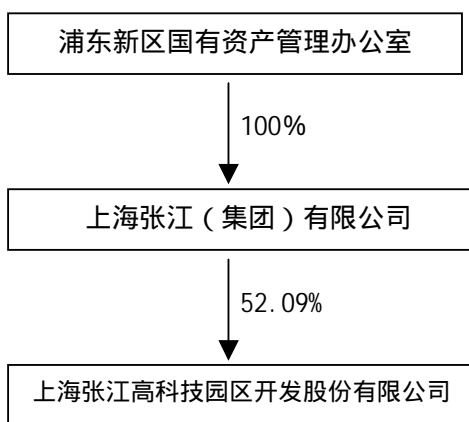 浦东新区国有资产管理办公室
100%
上海张江（集团）有限公司
52.09%
上海张江高科技园区开发股份有限公司